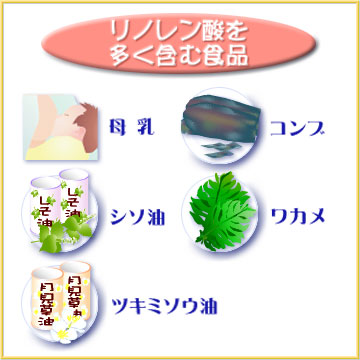 リノレン酸を
多く含む食品
母乳
コンブ
しそ油
しそ油
シソ油
ワカメ
月見草油
月見草油
ツキミソウ油